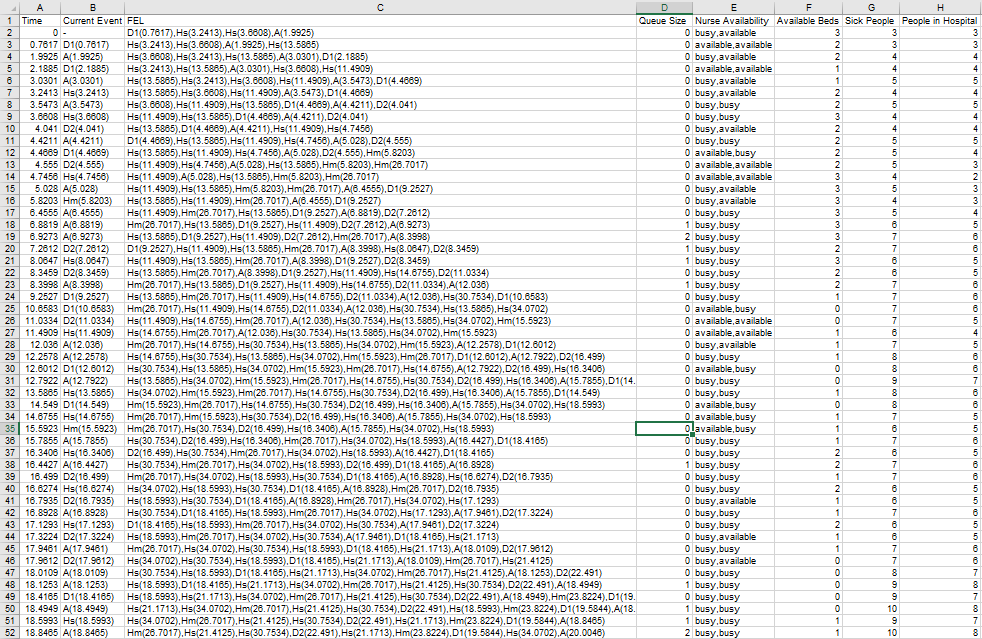 A B C D E F G H
1 Time Current Event FEL Queue Size Nurse Availability Available Beds Sick People People in Hospital
2 0 - D1(0.7617),Hs(3.2413),Hs(3.6608),A(1.9925) 0 busy,available 3 3 3
3 0.7617 D1(0.7617) Hs(3.2413),Hs(3.6608),A(1.9925),Hs(13.5865) 0 available,available 2 3 3
4 1.9925 A(1.9925) Hs(3.6608),Hs(3.2413),Hs(13.5865),A(3.0301),D1(2.1885) 0 busy,available 2 4 4
5 2.1885 D1(2.1885) Hs(3.2413),Hs(13.5865),A(3.0301),Hs(3.6608),Hs(11.4909) 0 available,available 1 4 4
6 3.0301 A(3.0301) Hs(13.5865),Hs(3.2413),Hs(3.6608),Hs(11.4909),A(3.5473),D1(4.4669) 0 busy,available 1 5 5
7 3.2413 Hs(3.2413) Hs(13.5865),Hs(3.6608),Hs(11.4909),A(3.5473),D1(4.4669) 0 busy,available 2 4 4
8 3.5473 A(3.5473) Hs(3.6608),Hs(11.4909),Hs(13.5865),D1(4.4669),A(4.4211),D2(4.041) 0 busy,busy 2 5 5
9 3.6608 Hs(3.6608) Hs(11.4909),Hs(13.5865),D1(4.4669),A(4.4211),D2(4.041) 0 busy,busy 3 4 4
10 4.041 D2(4.041) Hs(13.5865),D1(4.4669),A(4.4211),Hs(11.4909),Hs(4.7456) 0 busy,available 2 4 4
11 4.4211 A(4.4211) D1(4.4669),Hs(13.5865),Hs(11.4909),Hs(4.7456),A(5.028),D2(4.555) 0 busy,busy 2 5 5
12 4.4669 D1(4.4669) Hs(13.5865),Hs(11.4909),Hs(4.7456),A(5.028),D2(4.555),Hm(5.8203) 0 available,busy 2 5 4
13 4.555 D2(4.555) Hs(11.4909),Hs(4.7456),A(5.028),Hs(13.5865),Hm(5.8203),Hm(26.7017) 0 available,available 2 5 3
14 4.7456 Hs(4.7456) Hs(11.4909),A(5.028),Hs(13.5865),Hm(5.8203),Hm(26.7017) 0 available,available 3 4 2
15 5.028 A(5.028) Hs(11.4909),Hs(13.5865),Hm(5.8203),Hm(26.7017),A(6.4555),D1(9.2527) 0 busy,available 3 5 3
16 5.8203 Hm(5.8203) Hs(13.5865),Hs(11.4909),Hm(26.7017),A(6.4555),D1(9.2527) 0 busy,available 3 4 3
17 6.4555 A(6.4555) Hs(11.4909),Hm(26.7017),Hs(13.5865),D1(9.2527),A(6.8819),D2(7.2612) 0 busy,busy 3 5 4
18 6.8819 A(6.8819) Hm(26.7017),Hs(13.5865),D1(9.2527),Hs(11.4909),D2(7.2612),A(6.9273) 1 busy,busy 3 6 5
19 6.9273 A(6.9273) Hs(13.5865),D1(9.2527),Hs(11.4909),D2(7.2612),Hm(26.7017),A(8.3998) 2 busy,busy 3 7 6
20 7.2612 D2(7.2612) D1(9.2527),Hs(11.4909),Hs(13.5865),Hm(26.7017),A(8.3998),Hs(8.0647),D2(8.3459) 1 busy,busy 2 7 6
21 8.0647 Hs(8.0647) Hs(11.4909),Hs(13.5865),Hm(26.7017),A(8.3998),D1(9.2527),D2(8.3459) 1 busy,busy 3 6 5
22 8.3459 D2(8.3459) Hs(13.5865),Hm(26.7017),A(8.3998),D1(9.2527),Hs(11.4909),Hs(14.6755),D2(11.0334) 0 busy,busy 2 6 5
23 8.3998 A(8.3998) Hm(26.7017),Hs(13.5865),D1(9.2527),Hs(11.4909),Hs(14.6755),D2(11.0334),A(12.036) 1 busy,busy 2 7 6
24 9.2527 D1(9.2527) Hs(13.5865),Hm(26.7017),Hs(11.4909),Hs(14.6755),D2(11.0334),A(12.036),Hs(30.7534),D1(10.6583) 0 busy,busy 1 7 6
25 10.6583 D1(10.6583) Hm(26.7017),Hs(11.4909),Hs(14.6755),D2(11.0334),A(12.036),Hs(30.7534),Hs(13.5865),Hs(34.0702) 0 available,busy 0 7 6
26 11.0334 D2(11.0334) Hs(11.4909),Hs(14.6755),Hm(26.7017),A(12.036),Hs(30.7534),Hs(13.5865),Hs(34.0702),Hm(15.5923) 0 available,available 0 7 5
27 11.4909 Hs(11.4909) Hs(14.6755),Hm(26.7017),A(12.036),Hs(30.7534),Hs(13.5865),Hs(34.0702),Hm(15.5923) 0 available,available 1 6 4
28 12.036 A(12.036) Hm(26.7017),Hs(14.6755),Hs(30.7534),Hs(13.5865),Hs(34.0702),Hm(15.5923),A(12.2578),D1(12.6012) 0 busy,available 1 7 5
29 12.2578 A(12.2578) Hs(14.6755),Hs(30.7534),Hs(13.5865),Hs(34.0702),Hm(15.5923),Hm(26.7017),D1(12.6012),A(12.7922),D2(16.499) 0 busy,busy 1 8 6
30 12.6012 D1(12.6012) Hs(30.7534),Hs(13.5865),Hs(34.0702),Hm(15.5923),Hm(26.7017),Hs(14.6755),A(12.7922),D2(16.499),Hs(16.3406) 0 available,busy 0 8 6
31 12.7922 A(12.7922) Hs(13.5865),Hs(34.0702),Hm(15.5923),Hm(26.7017),Hs(14.6755),Hs(30.7534),D2(16.499),Hs(16.3406),A(15.7855),D1(14. 0 busy,busy 0 9 7
32 13.5865 Hs(13.5865) Hs(34.0702),Hm(15.5923),Hm(26.7017),Hs(14.6755),Hs(30.7534),D2(16.499),Hs(16.3406),A(15.7855),D1(14.549) 0 busy,busy 1 8 6
33 14.549 D1(14.549) Hm(15.5923),Hm(26.7017),Hs(14.6755),Hs(30.7534),D2(16.499),Hs(16.3406),A(15.7855),Hs(34.0702),Hs(18.5993) 0 available,busy 0 8 6
34 14.6755 Hs(14.6755) Hm(26.7017),Hm(15.5923),Hs(30.7534),D2(16.499),Hs(16.3406),A(15.7855),Hs(34.0702),Hs(18.5993) 0 available,busy 1 7 5
35 15.5923 Hm(15.5923) Hm(26.7017),Hs(30.7534),D2(16.499),Hs(16.3406),A(15.7855),Hs(34.0702),Hs(18.5993) 0 available,busy 1 6 5
36 15.7855 A(15.7855) Hs(30.7534),D2(16.499),Hs(16.3406),Hm(26.7017),Hs(34.0702),Hs(18.5993),A(16.4427),D1(18.4165) 0 busy,busy 1 7 6
37 16.3406 Hs(16.3406) D2(16.499),Hs(30.7534),Hm(26.7017),Hs(34.0702),Hs(18.5993),A(16.4427),D1(18.4165) 0 busy,busy 2 6 5
38 16.4427 A(16.4427) Hs(30.7534),Hm(26.7017),Hs(34.0702),Hs(18.5993),D2(16.499),D1(18.4165),A(16.8928) 1 busy,busy 2 7 6
39 16.499 D2(16.499) Hm(26.7017),Hs(34.0702),Hs(18.5993),Hs(30.7534),D1(18.4165),A(16.8928),Hs(16.6274),D2(16.7935) 0 busy,busy 1 7 6
40 16.6274 Hs(16.6274) Hs(34.0702),Hs(18.5993),Hs(30.7534),D1(18.4165),A(16.8928),Hm(26.7017),D2(16.7935) 0 busy,busy 2 6 5
41 16.7935 D2(16.7935) Hs(18.5993),Hs(30.7534),D1(18.4165),A(16.8928),Hm(26.7017),Hs(34.0702),Hs(17.1293) 0 busy,available 1 6 5
42 16.8928 A(16.8928) Hs(30.7534),D1(18.4165),Hs(18.5993),Hm(26.7017),Hs(34.0702),Hs(17.1293),A(17.9461),D2(17.3224) 0 busy,busy 1 7 6
43 17.1293 Hs(17.1293) D1(18.4165),Hs(18.5993),Hm(26.7017),Hs(34.0702),Hs(30.7534),A(17.9461),D2(17.3224) 0 busy,busy 2 6 5
44 17.3224 D2(17.3224) Hs(18.5993),Hm(26.7017),Hs(34.0702),Hs(30.7534),A(17.9461),D1(18.4165),Hs(21.1713) 0 busy,available 1 6 5
45 17.9461 A(17.9461) Hm(26.7017),Hs(34.0702),Hs(30.7534),Hs(18.5993),D1(18.4165),Hs(21.1713),A(18.0109),D2(17.9612) 0 busy,busy 1 7 6
46 17.9612 D2(17.9612) Hs(34.0702),Hs(30.7534),Hs(18.5993),D1(18.4165),Hs(21.1713),A(18.0109),Hm(26.7017),Hs(21.4125) 0 busy,available 0 7 6
47 18.0109 A(18.0109) Hs(30.7534),Hs(18.5993),D1(18.4165),Hs(21.1713),Hs(34.0702),Hm(26.7017),Hs(21.4125),A(18.1253),D2(22.491) 0 busy,busy 0 8 7
48 18.1253 A(18.1253) Hs(18.5993),D1(18.4165),Hs(21.1713),Hs(34.0702),Hm(26.7017),Hs(21.4125),Hs(30.7534),D2(22.491),A(18.4949) 1 busy,busy 0 9 8
49 18.4165 D1(18.4165) Hs(18.5993),Hs(21.1713),Hs(34.0702),Hm(26.7017),Hs(21.4125),Hs(30.7534),D2(22.491),A(18.4949),Hm(23.8224),D1(19. 0 busy,busy 0 9 7
50 18.4949 A(18.4949) Hs(21.1713),Hs(34.0702),Hm(26.7017),Hs(21.4125),Hs(30.7534),D2(22.491),Hs(18.5993),Hm(23.8224),D1(19.5844),A(18. 1 busy,busy 0 10 8
51 18.5993 Hs(18.5993) Hs(34.0702),Hm(26.7017),Hs(21.4125),Hs(30.7534),D2(22.491),Hs(21.1713),Hm(23.8224),D1(19.5844),A(18.8465) 1 busy,busy 1 9 7
52 18.8465 A(18.8465) Hm(26.7017),Hs(21.4125),Hs(30.7534),D2(22.491),Hs(21.1713),Hm(23.8224),D1(19.5844),Hs(34.0702),A(20.0046) 2 busy,busy 1 10 8